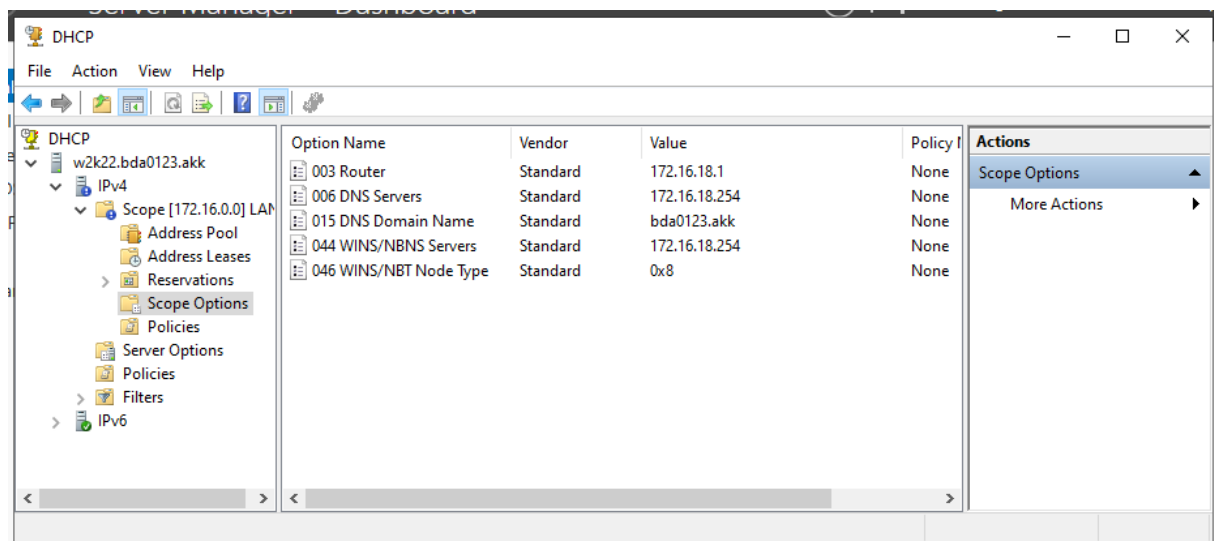 Server Manager Dashboard
DHCP
File Action View Help
DHCP
w2k22.bda0123.akk
IPv4
Scope [172.16.0.0] LAN
Address Pool
Address Leases
Reservations
Scope Options
Policies
Server Options
Policies
Filters
IPv6
Option Name Vendor Value Policy
003 Router Standard 172.16.18.1 None
006 DNS Servers Standard 172.16.18.254 None
015 DNS Domain Name Standard bda0123.akk None
044 WINS/NBNS Servers Standard 172.16.18.254 None
046 WINS/NBT Node Type Standard 0x8 None
Actions
Scope Options
More Actions